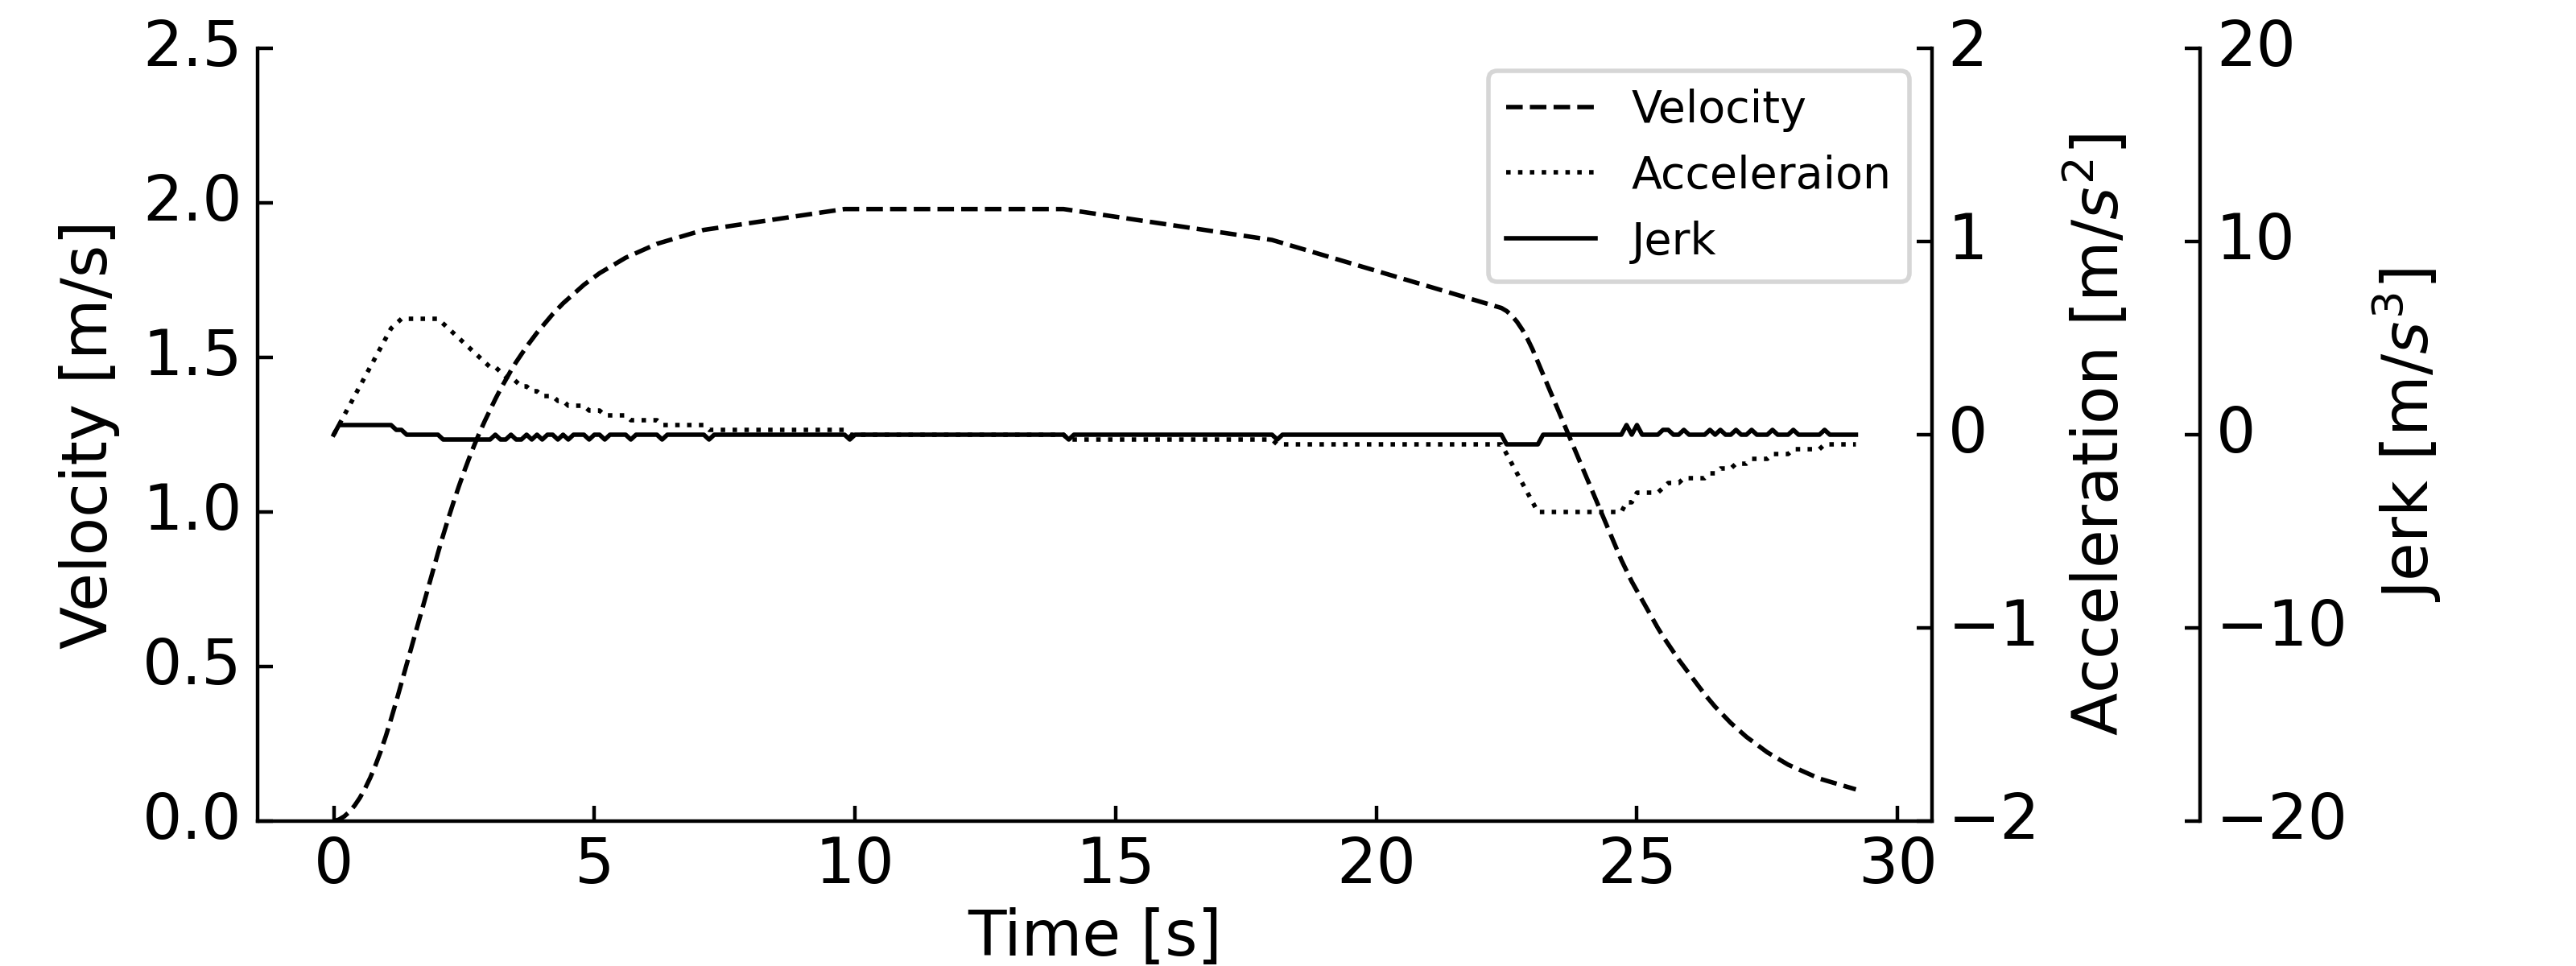 Velocity [m/s]
2.5
2.0
1.5
1.0
0.5
0.0
0 5 10 15 20 25 30
Time [s]
Velocity
Acceleraion
Jerk
2
1
0
−1
−2
Acceleration [m/s²]
20
10
0
−10
−20
Jerk [m/s³]